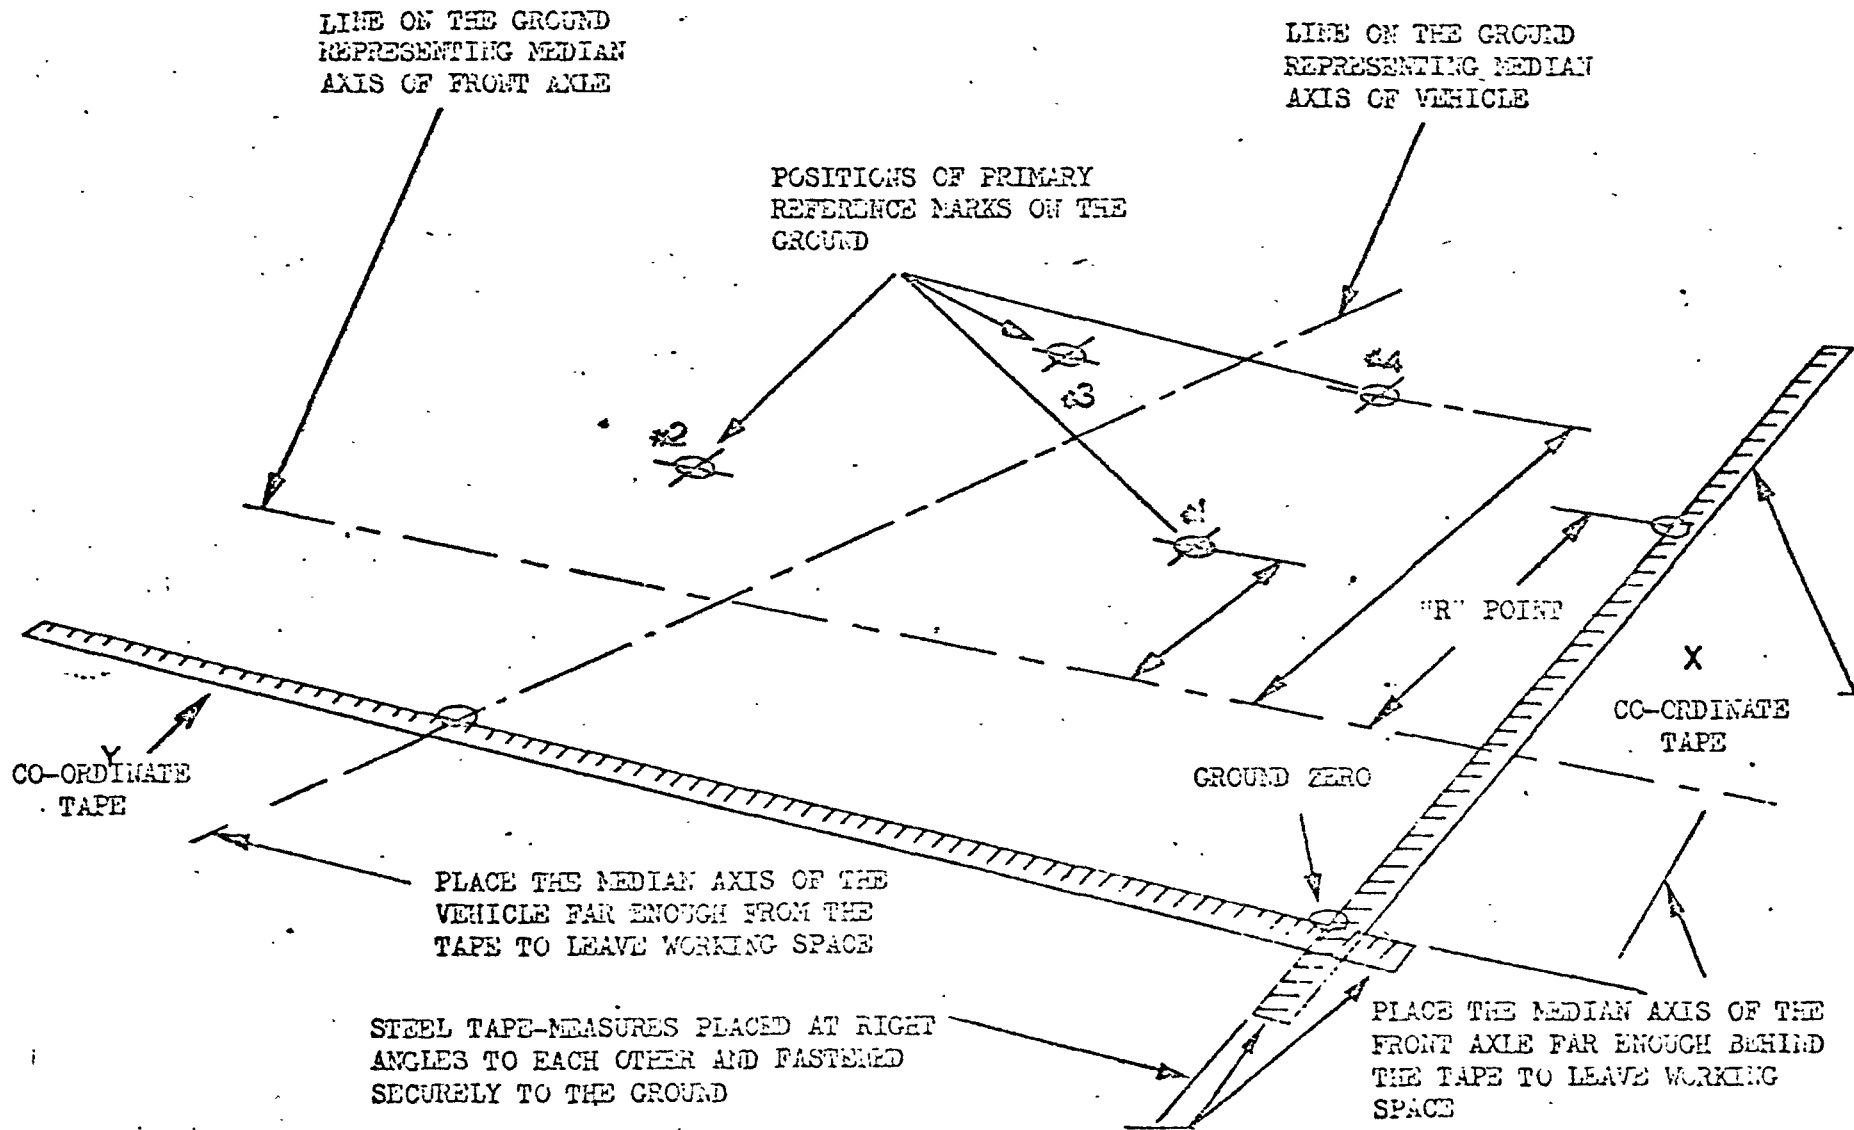 LINE ON THE GROUND
REPRESENTING MEDIAN
AXIS OF FRONT AXLE
LINE ON THE GROUND
REPRESENTING MEDIAN
AXIS OF VEHICLE
POSITIONS OF PRIMARY
REFERENCE MARKS ON THE
GROUND
#4
#3
#2
#1
"R" POINT
X
CO-ORDINATE
TAPE
Y
CO-ORDINATE
TAPE
GROUND ZERO
PLACE THE MEDIAN AXIS OF THE
VEHICLE FAR ENOUGH FROM THE
TAPE TO LEAVE WORKING SPACE
STEEL TAPE-MEASURES PLACED AT RIGHT
ANGLES TO EACH OTHER AND FASTENED
SECURELY TO THE GROUND
PLACE THE MEDIAN AXIS OF THE
FRONT AXLE FAR ENOUGH BEHIND
THE TAPE TO LEAVE WORKING
SPACE